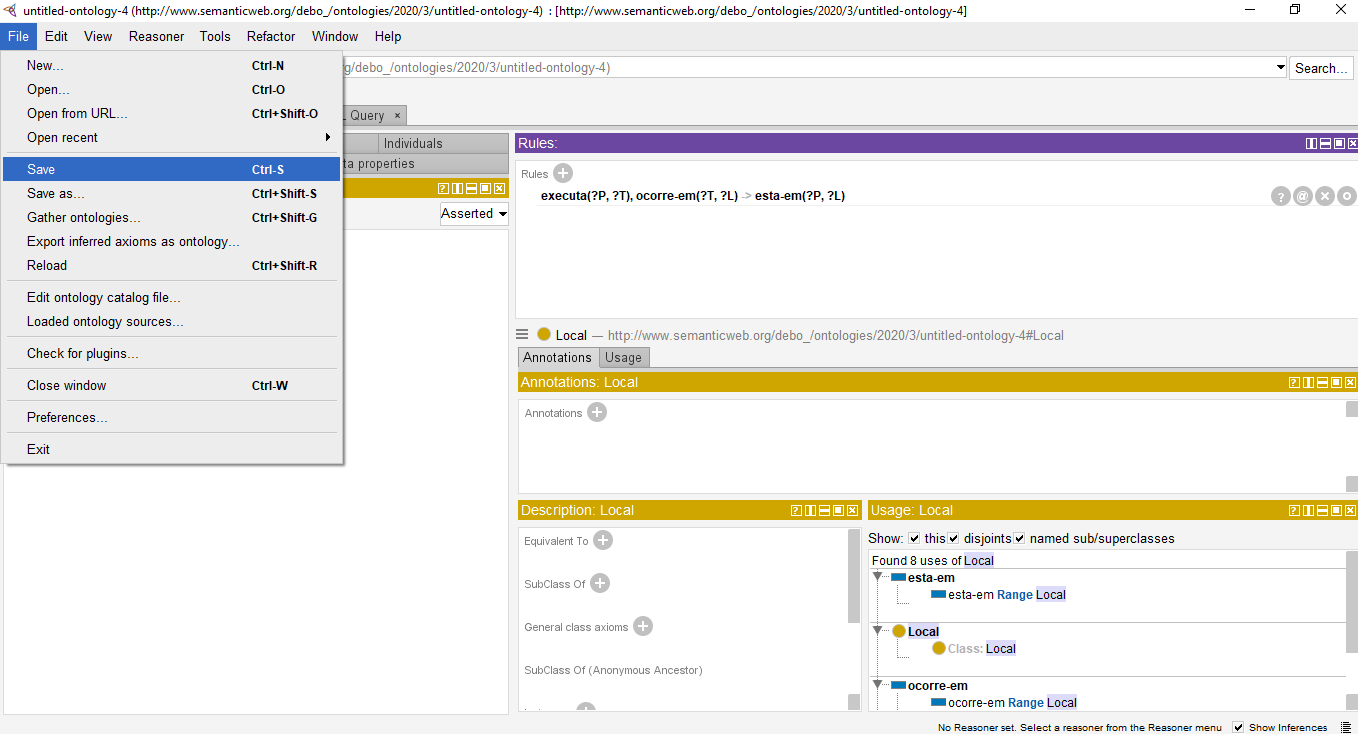 untitled-ontology-4 (http://www.semanticweb.org/debo_/ontologies/2020/3/untitled-ontology-4) : [http://www.semanticweb.org/debo_/ontologies/2020/3/untitled-ontology-4]
File Edit View Reasoner Tools Refactor Window Help
New... Ctrl-N
Open... Ctrl-O
Open from URL... Ctrl+Shift-O
Open recent
Save Ctrl-S
Save as... Ctrl+Shift-S
Gather ontologies... Ctrl+Shift-G
Export inferred axioms as ontology...
Reload Ctrl+Shift-R
Edit ontology catalog file...
Loaded ontology sources...
Check for plugins...
Close window Ctrl-W
Preferences...
Exit
g/debo_/ontologies/2020/3/untitled-ontology-4)
Search...
L Query ×
Individuals
ta properties
Asserted
Rules:
Rules
executa(?P, ?T), ocorre-em(?T, ?L) -> esta-em(?P, ?L)
Local — http://www.semanticweb.org/debo_/ontologies/2020/3/untitled-ontology-4#Local
Annotations Usage
Annotations: Local
Annotations
Description: Local
Equivalent To
SubClass Of
General class axioms
SubClass Of (Anonymous Ancestor)
Usage: Local
Show: this disjoints named sub/superclasses
Found 8 uses of Local
esta-em
esta-em Range Local
Local
Class: Local
ocorre-em
ocorre-em Range Local
No Reasoner set. Select a reasoner from the Reasoner menu Show Inferences